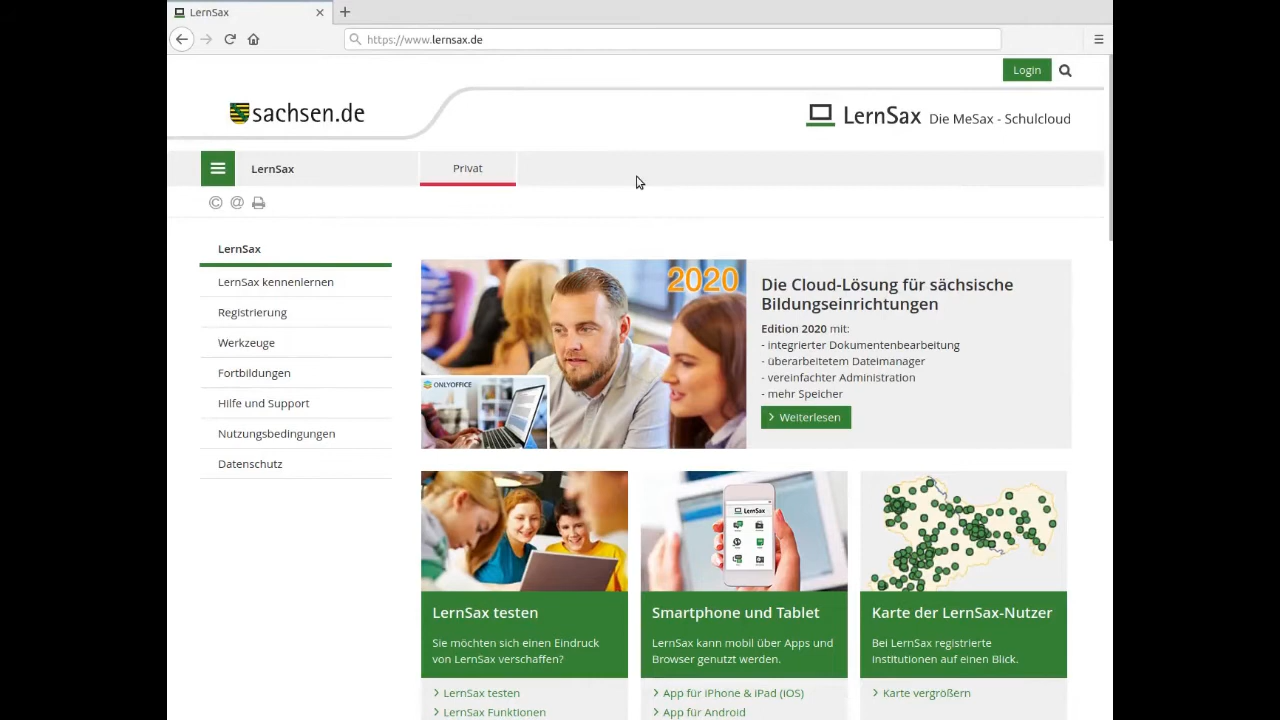 LernSax
https://www.lernsax.de
Login
sachsen.de
LernSax Die MeSax - Schulcloud
LernSax
Privat
LernSax
LernSax kennenlernen
Registrierung
Werkzeuge
Fortbildungen
Hilfe und Support
Nutzungsbedingungen
Datenschutz
2020
ONLYOFFICE
Die Cloud-Lösung für sächsische
Bildungseinrichtungen
Edition 2020 mit:
- integrierter Dokumentenbearbeitung
- überarbeitetem Dateimanager
- vereinfachter Administration
- mehr Speicher
Weiterlesen
LernSax
LernSax testen
Sie möchten sich einen Eindruck
von LernSax verschaffen?
LernSax testen
LernSax Funktionen
Smartphone und Tablet
LernSax kann mobil über Apps und
Browser genutzt werden.
App für iPhone & iPad (iOS)
App für Android
Karte der LernSax-Nutzer
Bei LernSax registrierte
Institutionen auf einen Blick.
Karte vergrößern